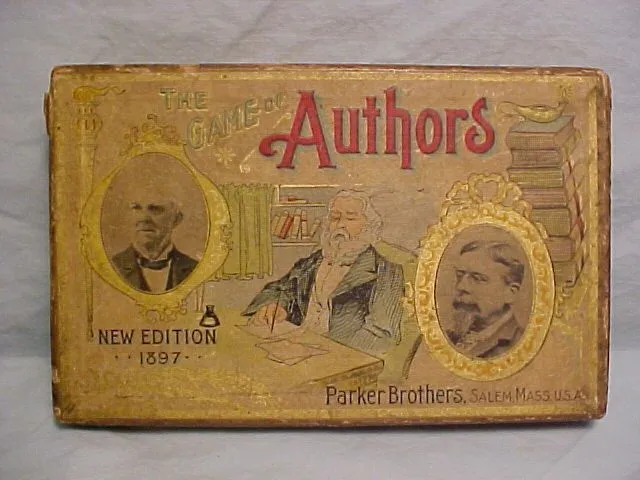 THE
GAME OF
Authors
NEW EDITION
1897
Parker Brothers, SALEM, MASS. U.S.A.